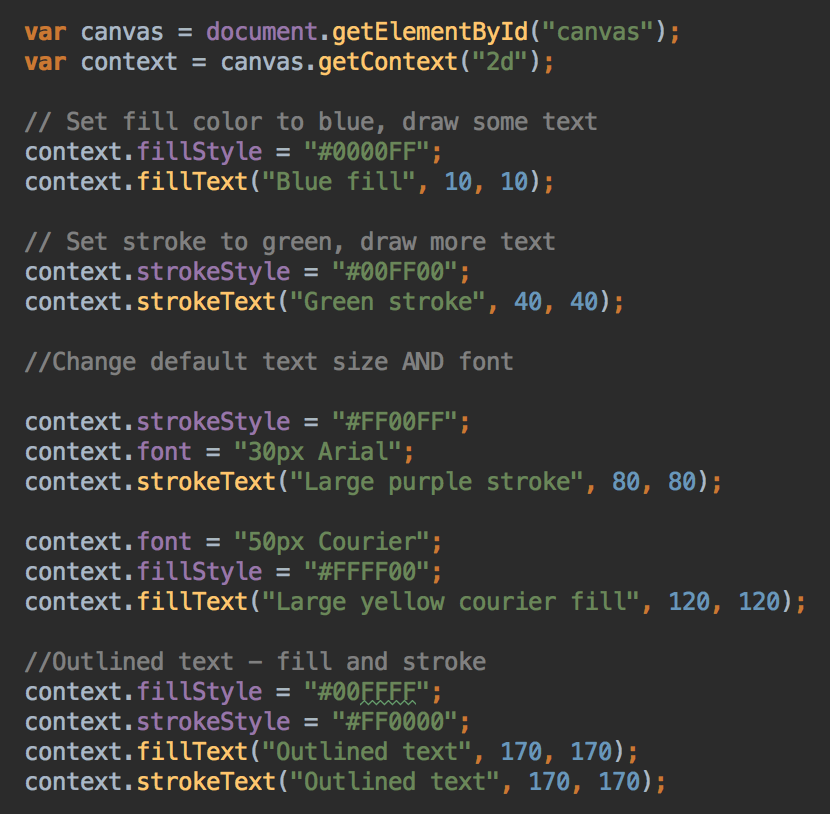 var canvas = document.getElementById("canvas");
var context = canvas.getContext("2d");
// Set fill color to blue, draw some text
context.fillStyle = "#0000FF";
context.fillText("Blue fill", 10, 10);
// Set stroke to green, draw more text
context.strokeStyle = "#00FF00";
context.strokeText("Green stroke", 40, 40);
//Change default text size AND font
context.strokeStyle = "#FF00FF";
context.font = "30px Arial";
context.strokeText("Large purple stroke", 80, 80);
context.font = "50px Courier";
context.fillStyle = "#FFFF00";
context.fillText("Large yellow courier fill", 120, 120);
//Outlined text – fill and stroke
context.fillStyle = "#00FFFF";
context.strokeStyle = "#FF0000";
context.fillText("Outlined text", 170, 170);
context.strokeText("Outlined text", 170, 170);